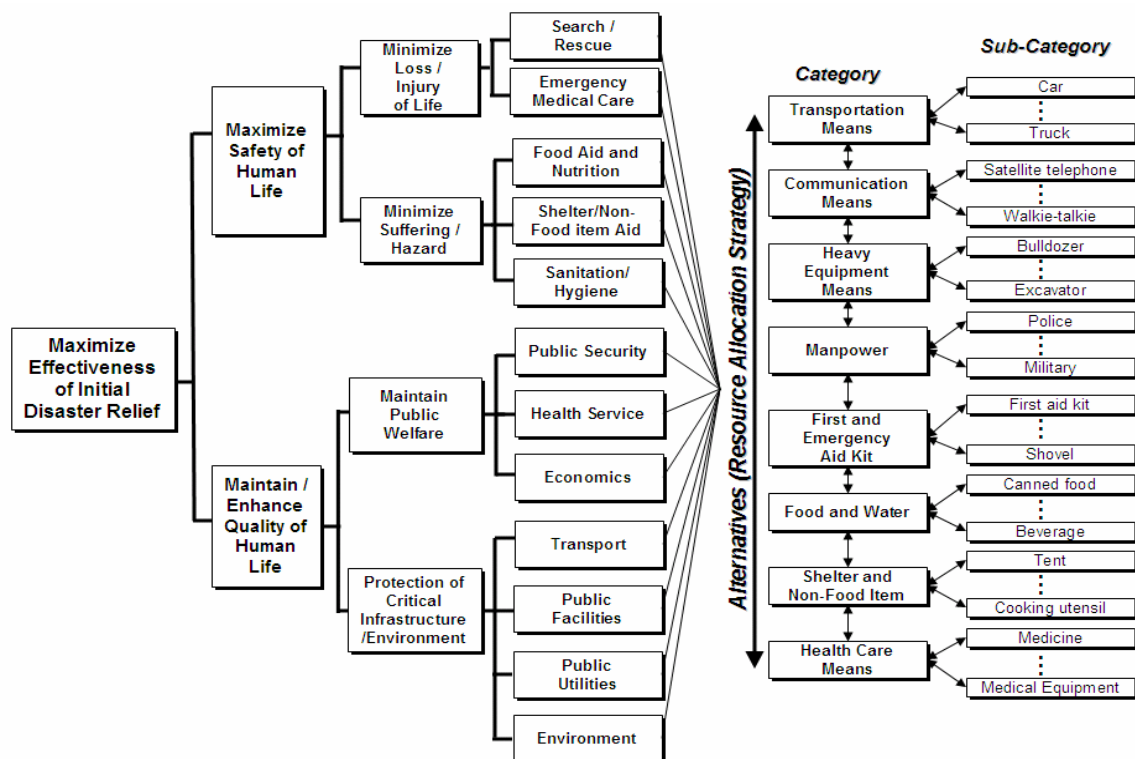 Maximize
Effectiveness
of Initial
Disaster Relief
Maximize
Safety of
Human
Life
Maintain /
Enhance
Quality of
Human
Life
Minimize
Loss /
Injury
of Life
Minimize
Suffering /
Hazard
Maintain
Public
Welfare
Protection of
Critical
Infrastructure
/Environment
Search /
Rescue
Emergency
Medical Care
Food Aid and
Nutrition
Shelter/Non-
Food item Aid
Sanitation/
Hygiene
Public Security
Health Service
Economics
Transport
Public
Facilities
Public
Utilities
Environment
Alternatives (Resource Allocation Strategy)
Category
Transportation
Means
Communication
Means
Heavy
Equipment
Means
Manpower
First and
Emergency
Aid Kit
Food and Water
Shelter and
Non-Food Item
Health Care
Means
Sub-Category
Car
Truck
Satellite telephone
Walkie-talkie
Bulldozer
Excavator
Police
Military
First aid kit
Shovel
Canned food
Beverage
Tent
Cooking utensil
Medicine
Medical Equipment